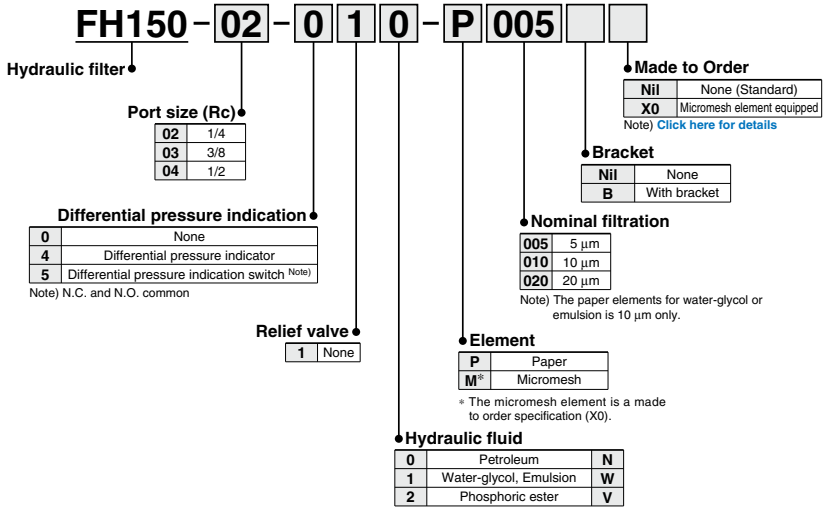 FH150-02-010-P005
Hydraulic filter
Made to Order
Nil None (Standard)
X0 Micromesh element equipped
Note) Click here for details
Port size (Rc)
02 1/4
03 3/8
04 1/2
Bracket
Nil None
B With bracket
Differential pressure indication
0 None
4 Differential pressure indicator
5 Differential pressure indication switch Note)
Note) N.C. and N.O. common
Nominal filtration
005 5 µm
010 10 µm
020 20 µm
Note) The paper elements for water-glycol or
emulsion is 10 µm only.
Relief valve
1 None
Element
P Paper
M* Micromesh
* The micromesh element is a made
to order specification (X0).
Hydraulic fluid
0 Petroleum N
1 Water-glycol, Emulsion W
2 Phosphoric ester V